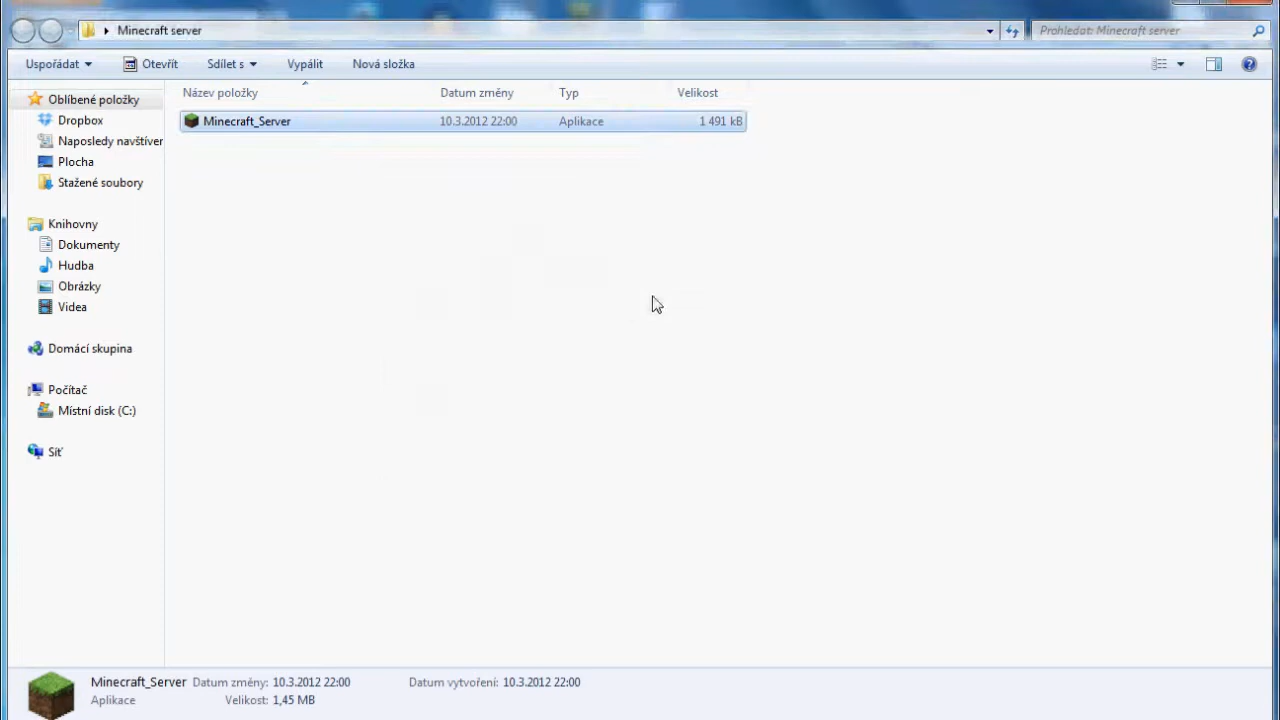 Minecraft server
Prohledat: Minecraft server
Uspořádat
Otevřít
Sdílet s
Vypálit
Nová složka
Název položky
Datum změny
Typ
Velikost
Minecraft_Server
10.3.2012 22:00
Aplikace
1 491 kB
Oblíbené položky
Dropbox
Naposledy navštíver
Plocha
Stažené soubory
Knihovny
Dokumenty
Hudba
Obrázky
Videa
Domácí skupina
Počítač
Místní disk (C:)
Síť
Minecraft_Server Datum změny: 10.3.2012 22:00 Datum vytvoření: 10.3.2012 22:00
Aplikace Velikost: 1,45 MB